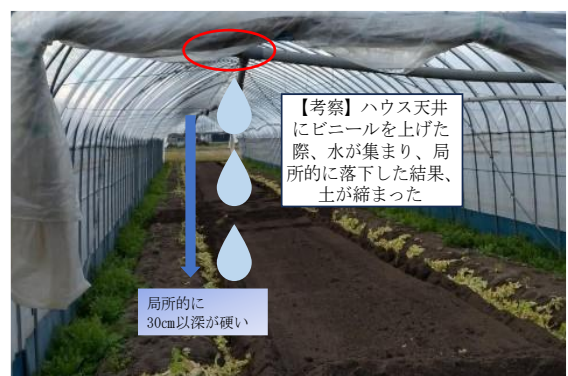 【考察】ハウス天井
にビニールを上げた
際、水が集まり、局
所的に落下した結果、
土が締まった
局所的に
30㎝以深が硬い